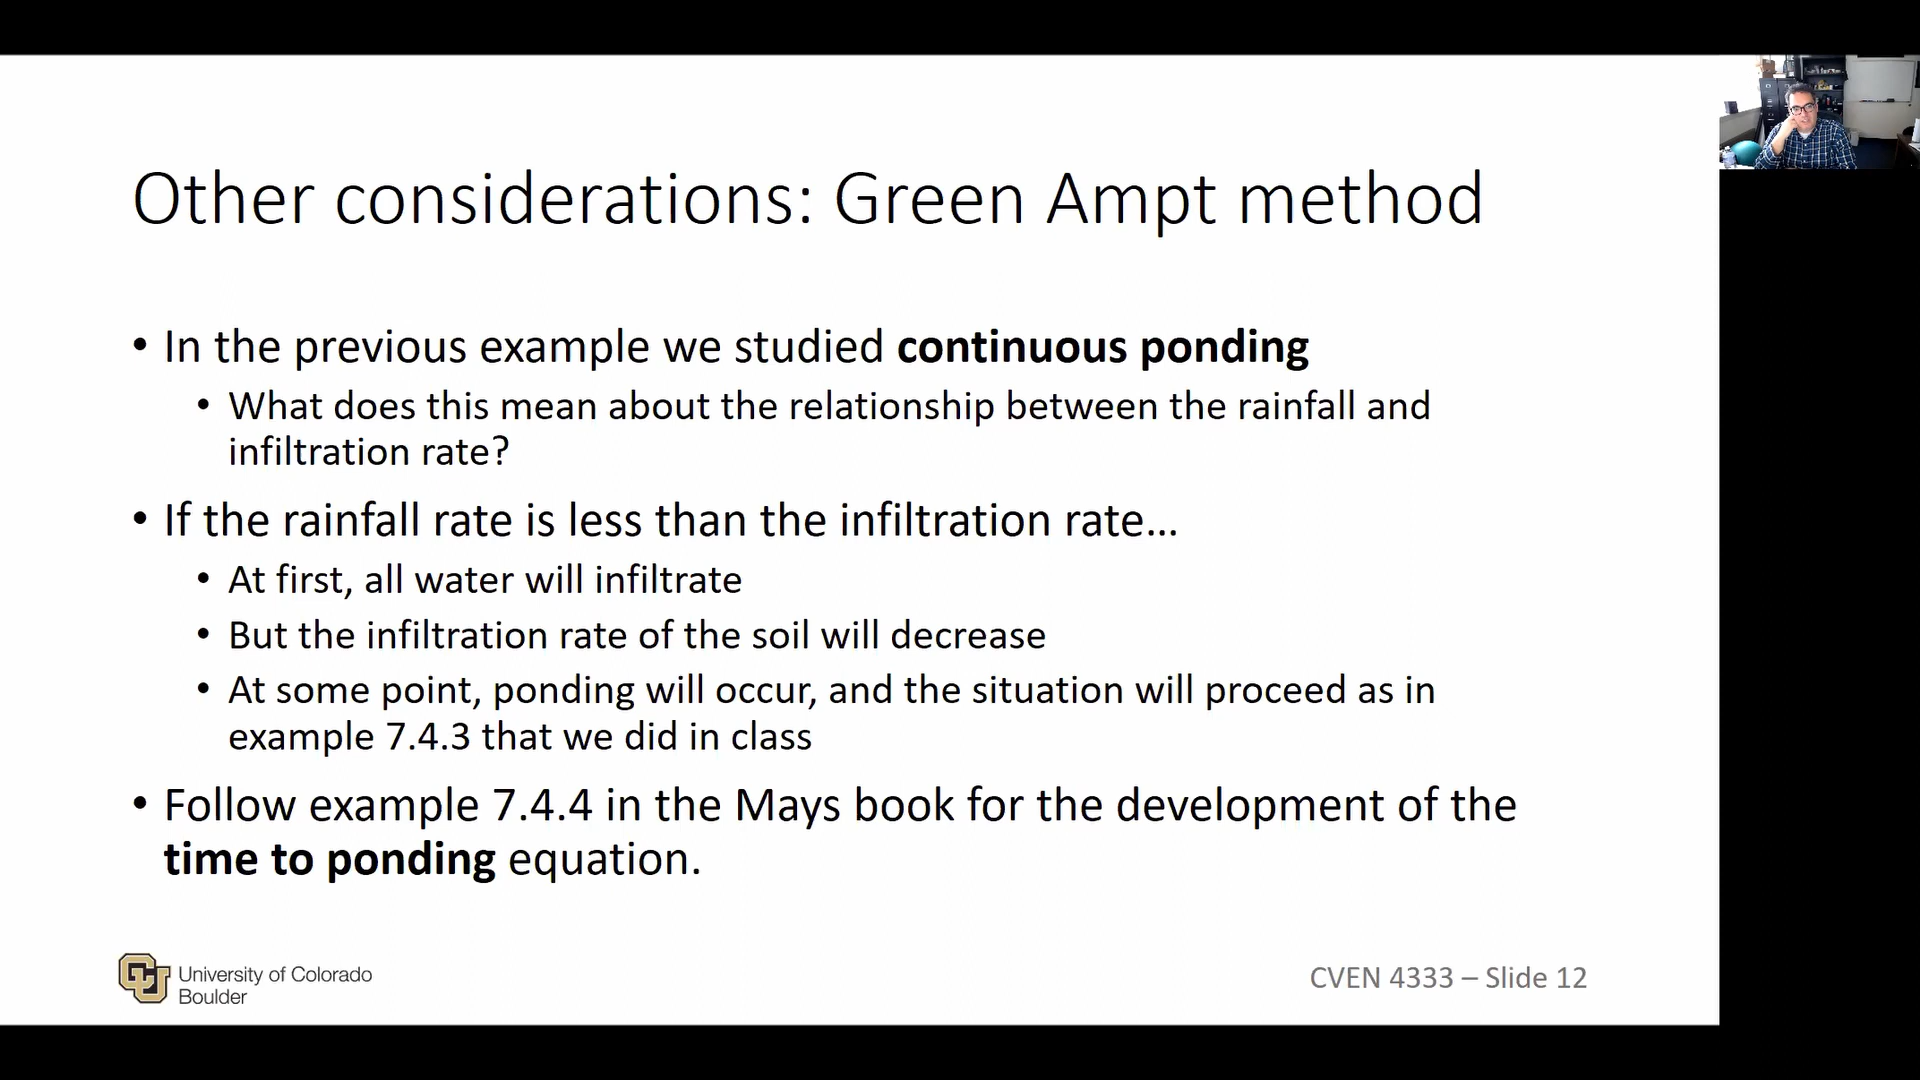 Other considerations: Green Ampt method
• In the previous example we studied continuous ponding
• What does this mean about the relationship between the rainfall and
infiltration rate?
• If the rainfall rate is less than the infiltration rate...
• At first, all water will infiltrate
• But the infiltration rate of the soil will decrease
• At some point, ponding will occur, and the situation will proceed as in
example 7.4.3 that we did in class
• Follow example 7.4.4 in the Mays book for the development of the
time to ponding equation.
CU
University of Colorado
Boulder
CVEN 4333 – Slide 12